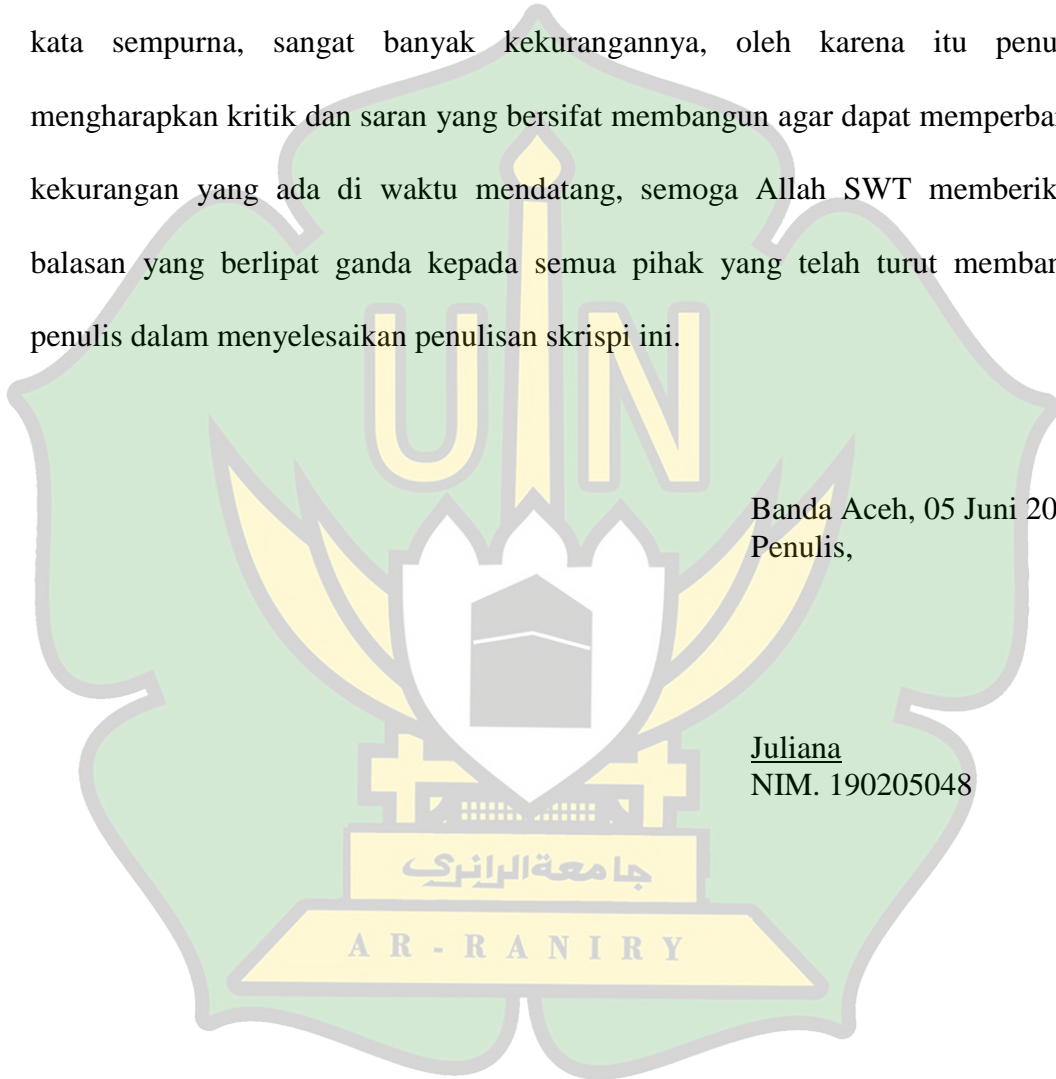 kata sempurna, sangat banyak kekurangannya, oleh karena itu penu
mengharapkan kritik dan saran yang bersifat membangun agar dapat memperba
kekurangan yang ada di waktu mendatang, semoga Allah SWT memberik
balasan yang berlipat ganda kepada semua pihak yang telah turut memban
penulis dalam menyelesaikan penulisan skrispi ini.
UIN
Banda Aceh, 05 Juni 20
Penulis,
Juliana
NIM. 190205048
جامعةالرانري
AR - RANIRY